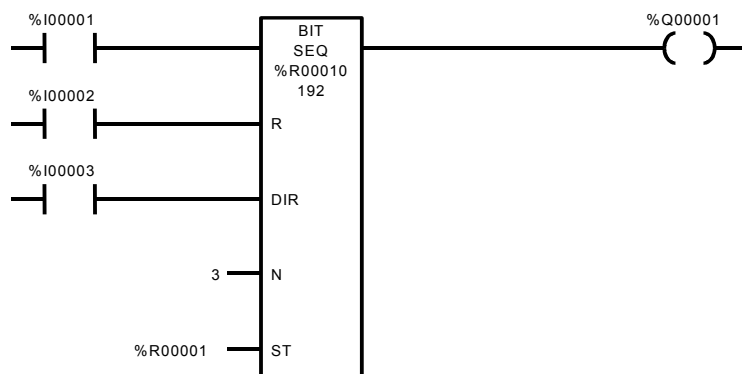 %I00001
BIT
SEQ
%R00010
192
%Q00001
%I00002
R
%I00003
DIR
3
N
%R00001
ST